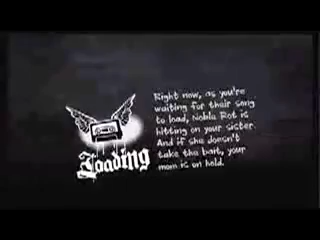 Right now, as you're
waiting for their song
to load, Noble Rot is
hitting on your sister.
And if she doesn't
take the bait, your
mom is on hold.
Loading